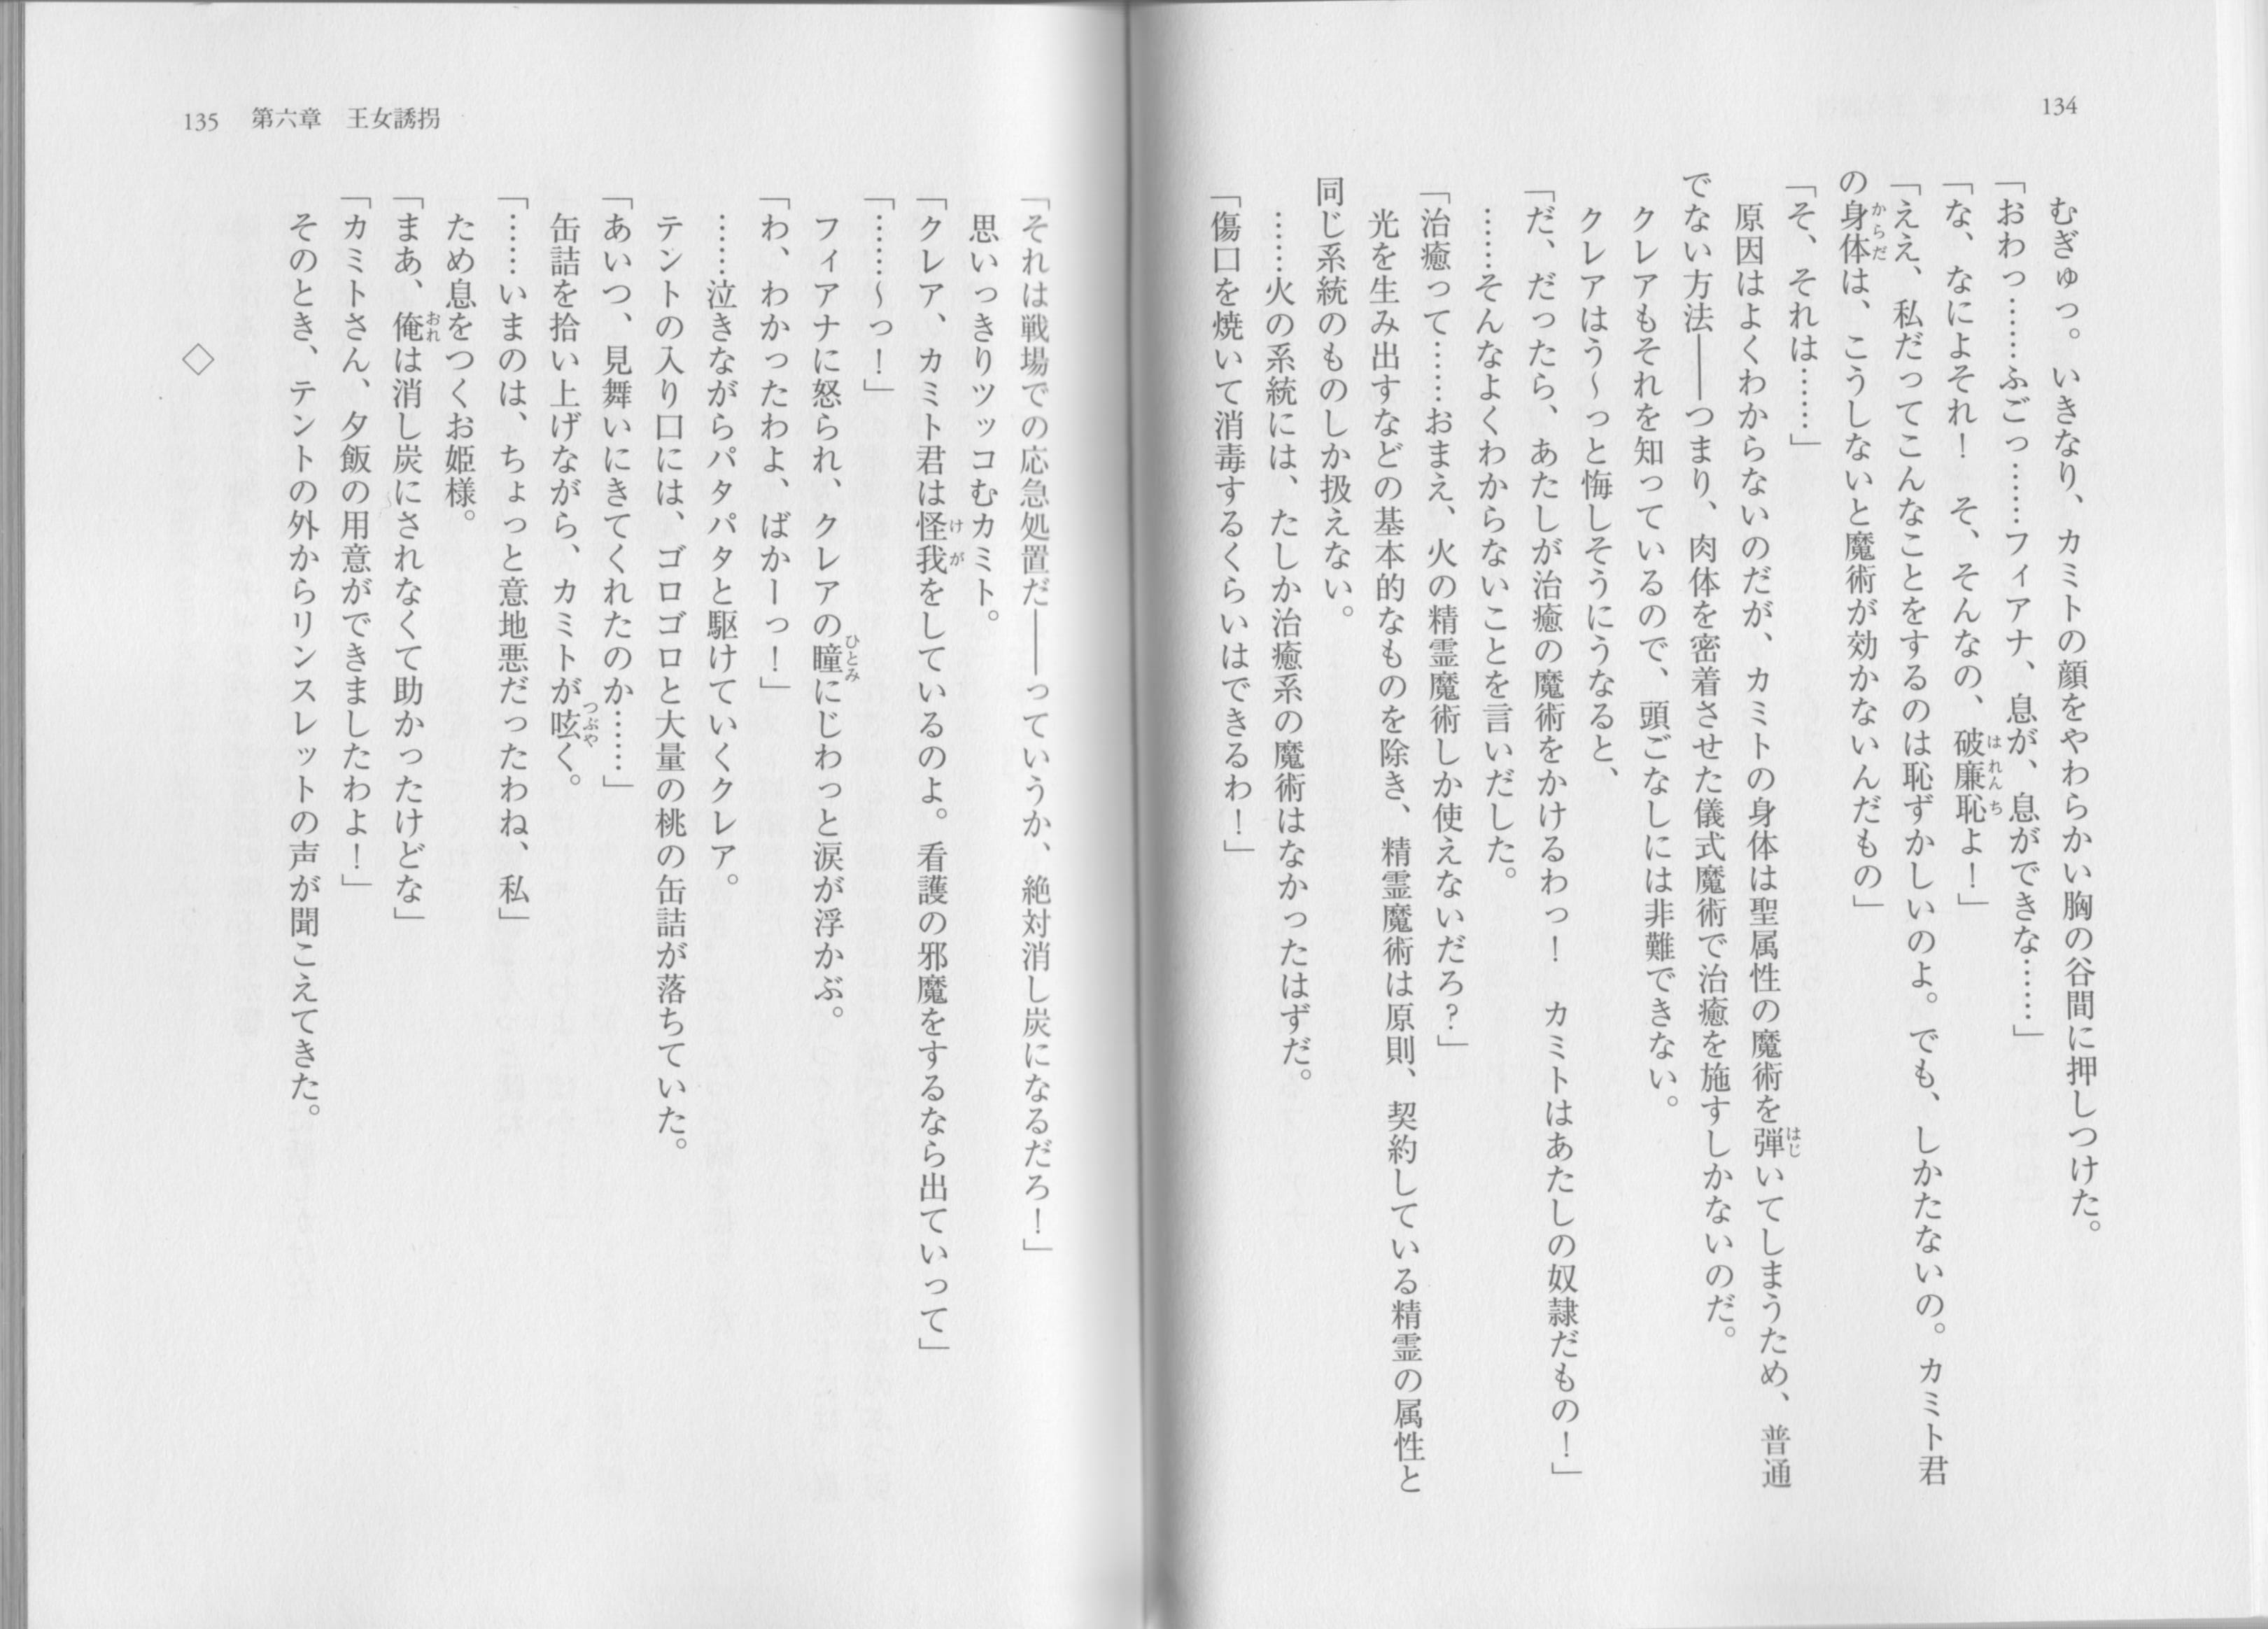 134
むぎゅっ。いきなり、カミトの顔をやわらかい胸の谷間に押しつけた。
「おわっ……ふごっ……フィアナ、息が、息ができな……」
「な、なによそれ！　そ、そんなの、破廉恥よ！」
「ええ、私だってこんなことをするのは恥ずかしいのよ。でも、しかたないの。カミト君
の身体は、こうしないと魔術が効かないんだもの」
「そ、それは……」
原因はよくわからないのだが、カミトの身体は聖属性の魔術を弾いてしまうため、普通
でない方法――つまり、肉体を密着させた儀式魔術で治癒を施すしかないのだ。
クレアもそれを知っているので、頭ごなしには非難できない。
クレアはう～っと悔しそうにうなると、
「だ、だったら、あたしが治癒の魔術をかけるわっ！　カミトはあたしの奴隷だもの！」
……そんなよくわからないことを言いだした。
「治癒って……おまえ、火の精霊魔術しか使えないだろ？」
光を生み出すなどの基本的なものを除き、精霊魔術は原則、契約している精霊の属性と
同じ系統のものしか扱えない。
……火の系統には、たしか治癒系の魔術はなかったはずだ。
「傷口を焼いて消毒するくらいはできるわ！」
135　第六章　王女誘拐
「それは戦場での応急処置だ――っていうか、絶対消し炭になるだろ！」
思いっきりツッコむカミト。
「クレア、カミト君は怪我をしているのよ。看護の邪魔をするなら出ていって」
「……～っ！」
フィアナに怒られ、クレアの瞳にじわっと涙が浮かぶ。
「わ、わかったわよ、ばかーっ！」
……泣きながらパタパタと駆けていくクレア。
テントの入り口には、ゴロゴロと大量の桃の缶詰が落ちていた。
「あいつ、見舞いにきてくれたのか……」
缶詰を拾い上げながら、カミトが呟く。
「……いまのは、ちょっと意地悪だったわね、私」
ため息をつくお姫様。
「まあ、俺は消し炭にされなくて助かったけどな」
「カミトさん、夕飯の用意ができましたわよ！」
そのとき、テントの外からリンスレットの声が聞こえてきた。
◇